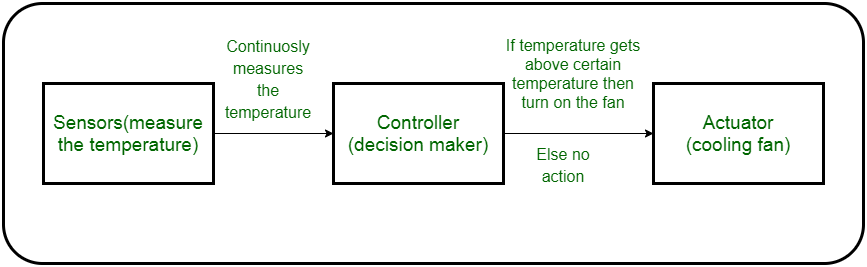 Sensors(measure
the temperature)
Continuosly
measures
the
temperature
Controller
(decision maker)
If temperature gets
above certain
temperature then
turn on the fan
Else no
action
Actuator
(cooling fan)